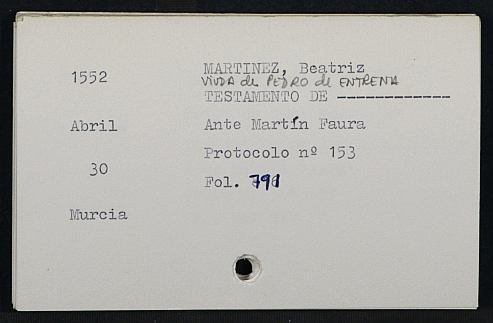 MARTINEZ, Beatriz
1552
VIUDA de PEDRO de ENTRENA
TESTAMENTO DE ------------
Abril
Ante Martín Faura
Protocolo nº 153
30
Fol. 791
Murcia